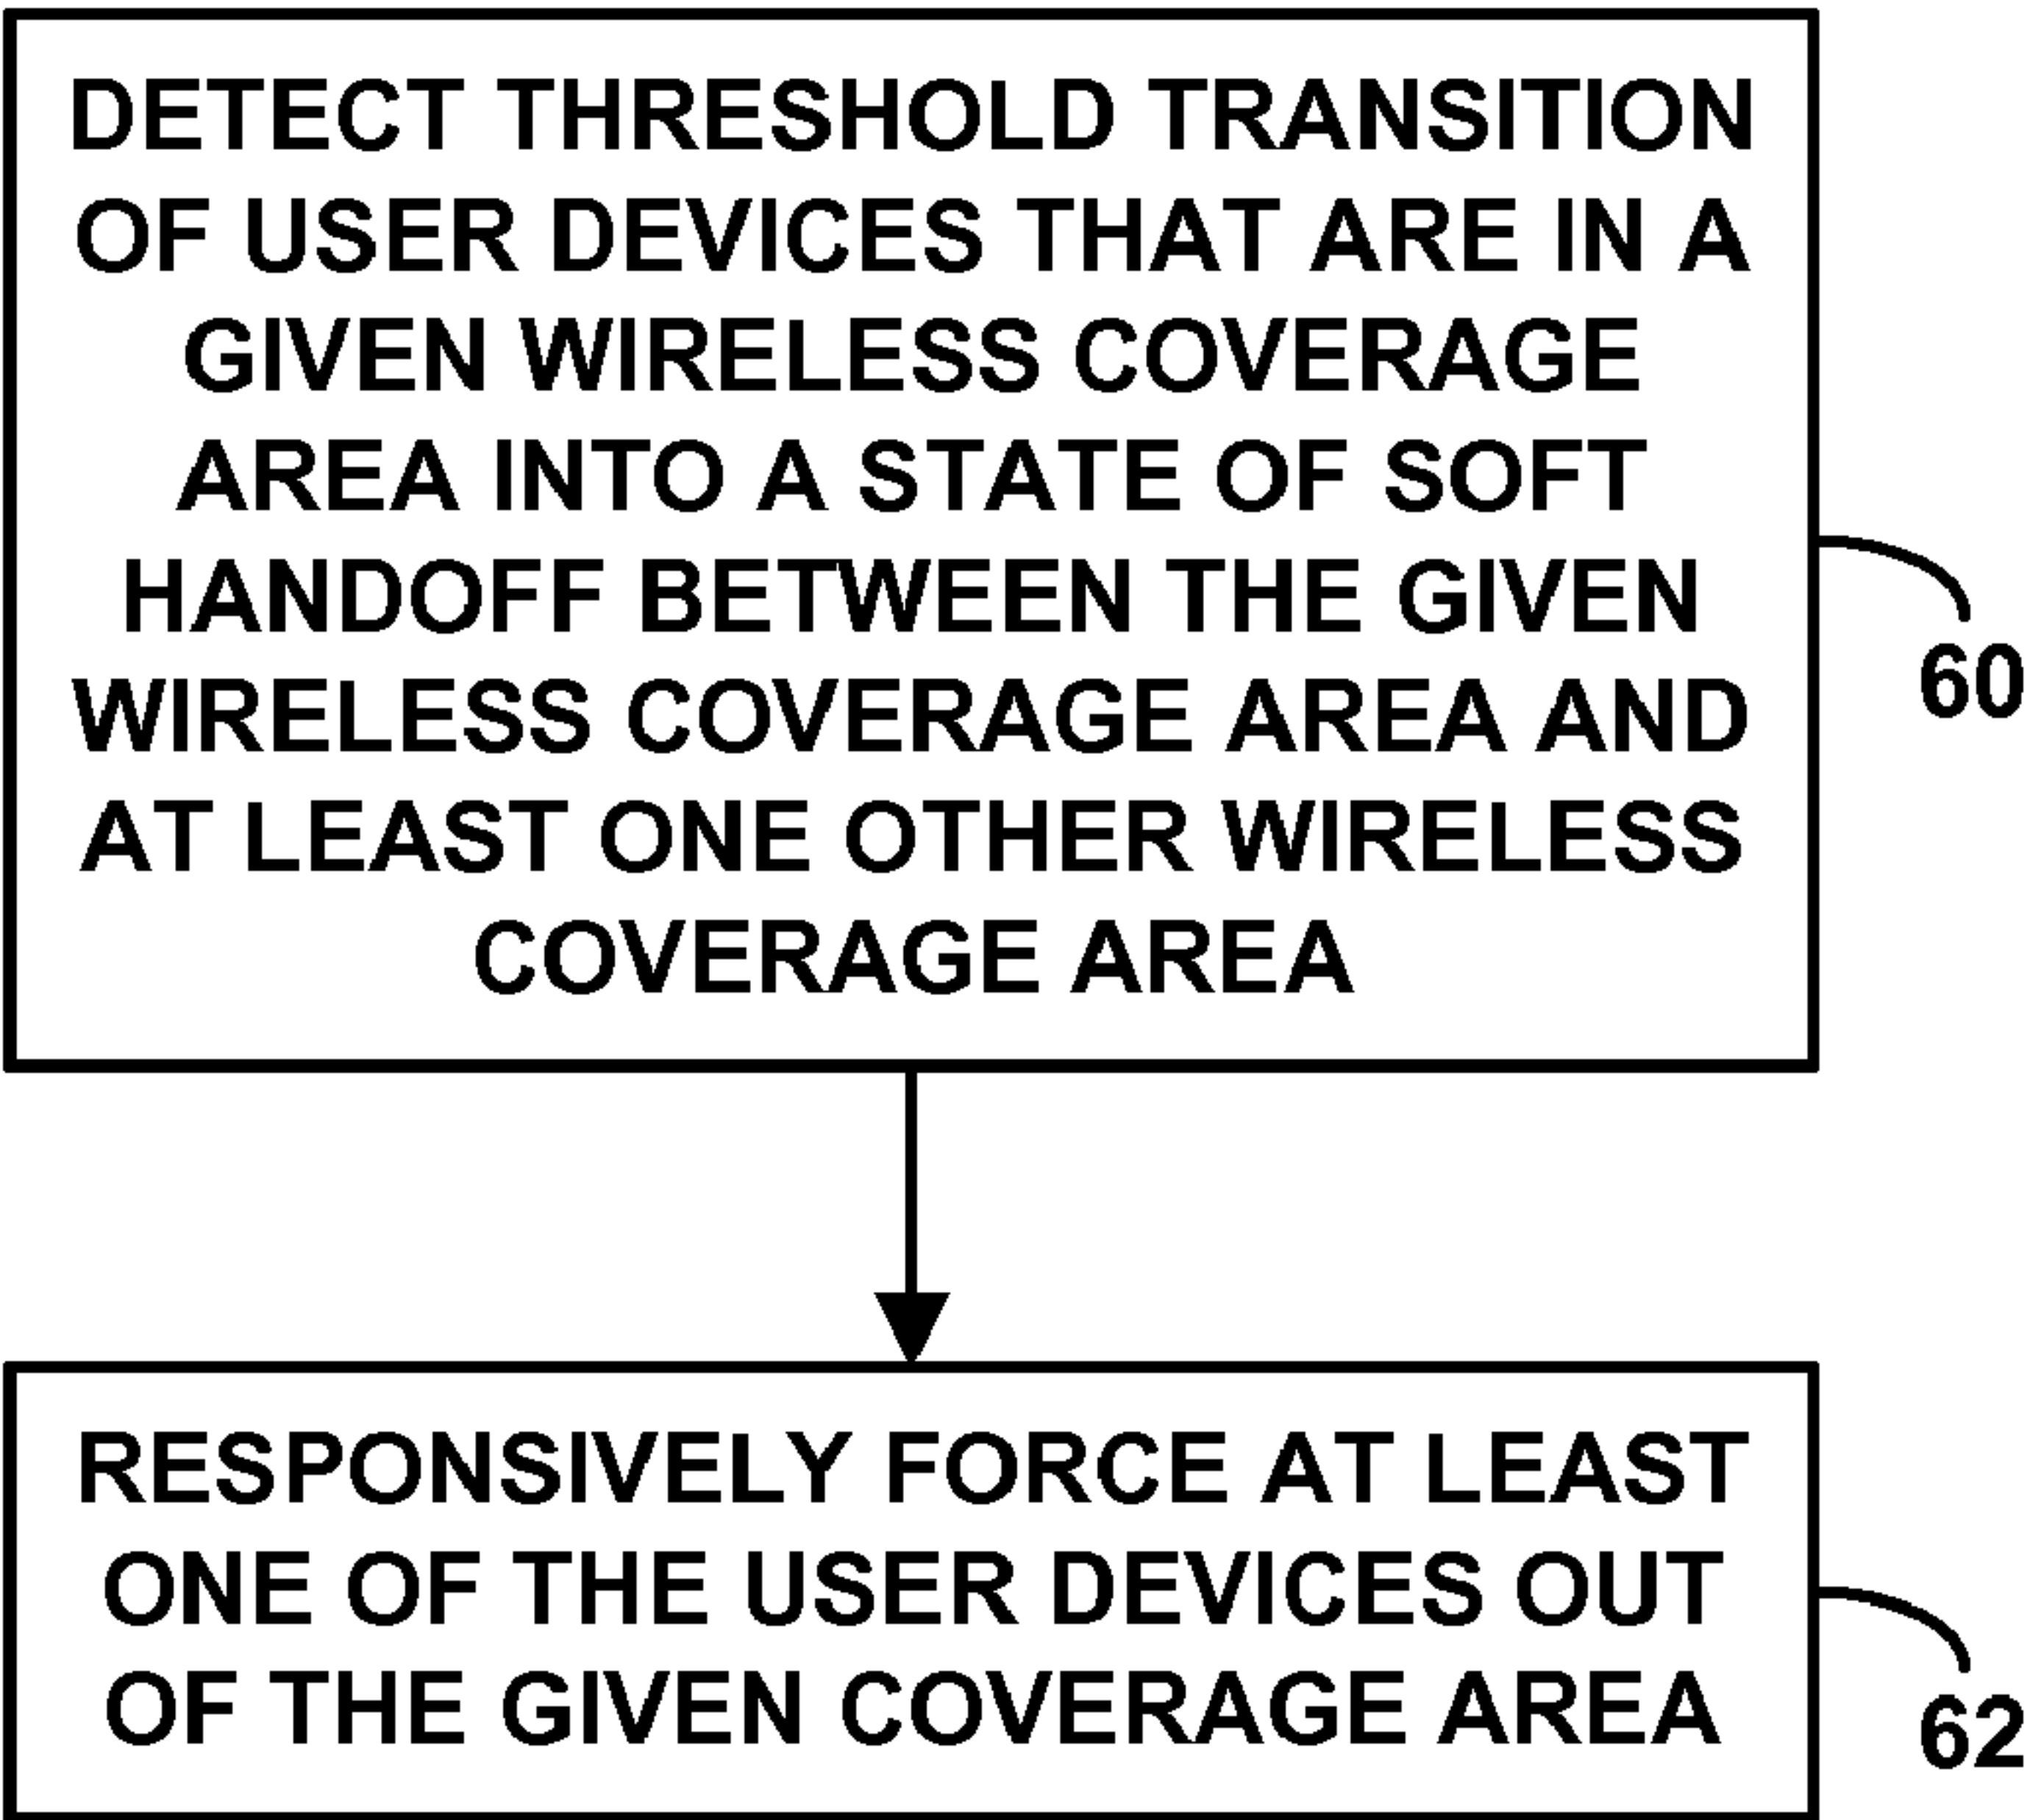 DETECT THRESHOLD TRANSITION
OF USER DEVICES THAT ARE IN A
GIVEN WIRELESS COVERAGE
AREA INTO A STATE OF SOFT
HANDOFF BETWEEN THE GIVEN
WIRELESS COVERAGE AREA AND
AT LEAST ONE OTHER WIRELESS
COVERAGE AREA
60
RESPONSIVELY FORCE AT LEAST
ONE OF THE USER DEVICES OUT
OF THE GIVEN COVERAGE AREA
62